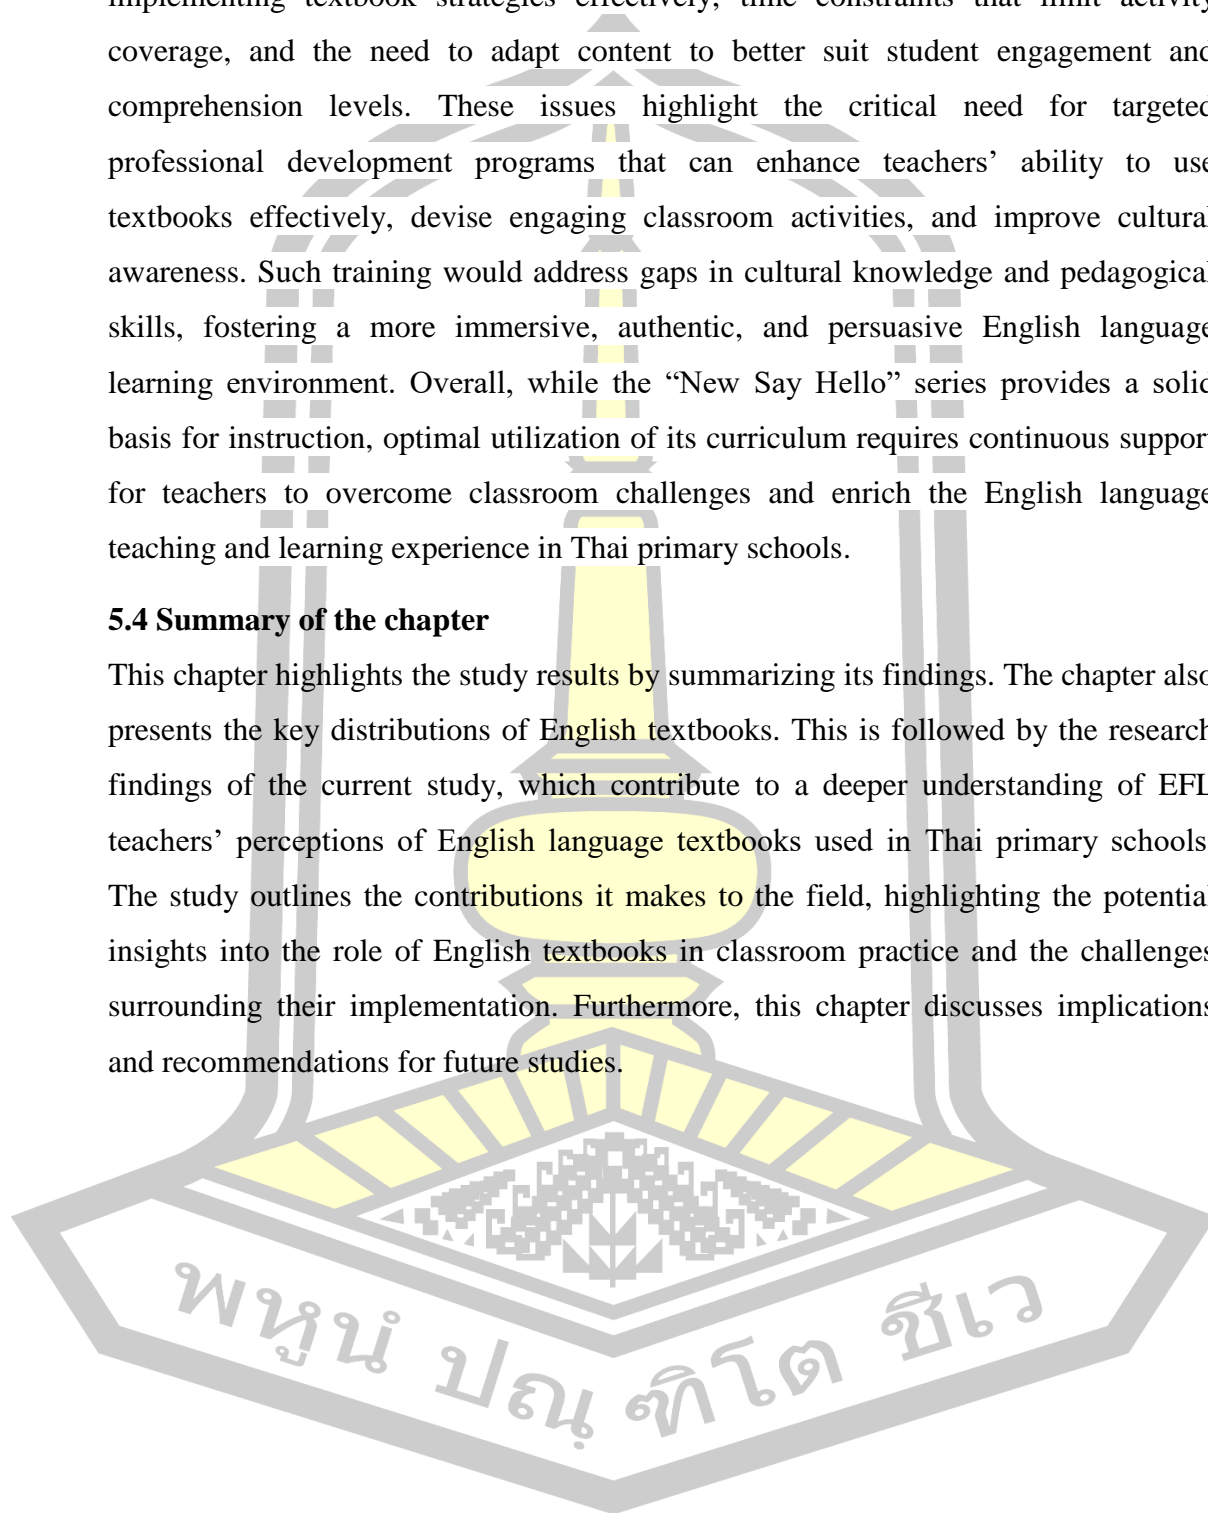 implementing textbook strategies effectively, time constraints that limit activity
coverage, and the need to adapt content to better suit student engagement and
comprehension levels. These issues highlight the critical need for targeted
professional development programs that can enhance teachers’ ability to use
textbooks effectively, devise engaging classroom activities, and improve cultural
awareness. Such training would address gaps in cultural knowledge and pedagogical
skills, fostering a more immersive, authentic, and persuasive English language
learning environment. Overall, while the “New Say Hello” series provides a solid
basis for instruction, optimal utilization of its curriculum requires continuous support
for teachers to overcome classroom challenges and enrich the English language
teaching and learning experience in Thai primary schools.
5.4 Summary of the chapter
This chapter highlights the study results by summarizing its findings. The chapter also
presents the key distributions of English textbooks. This is followed by the research
findings of the current study, which contribute to a deeper understanding of EFL
teachers’ perceptions of English language textbooks used in Thai primary schools.
The study outlines the contributions it makes to the field, highlighting the potential
insights into the role of English textbooks in classroom practice and the challenges
surrounding their implementation. Furthermore, this chapter discusses implications
and recommendations for future studies.
พหูนํ ปณฺฑิโต ชีเว